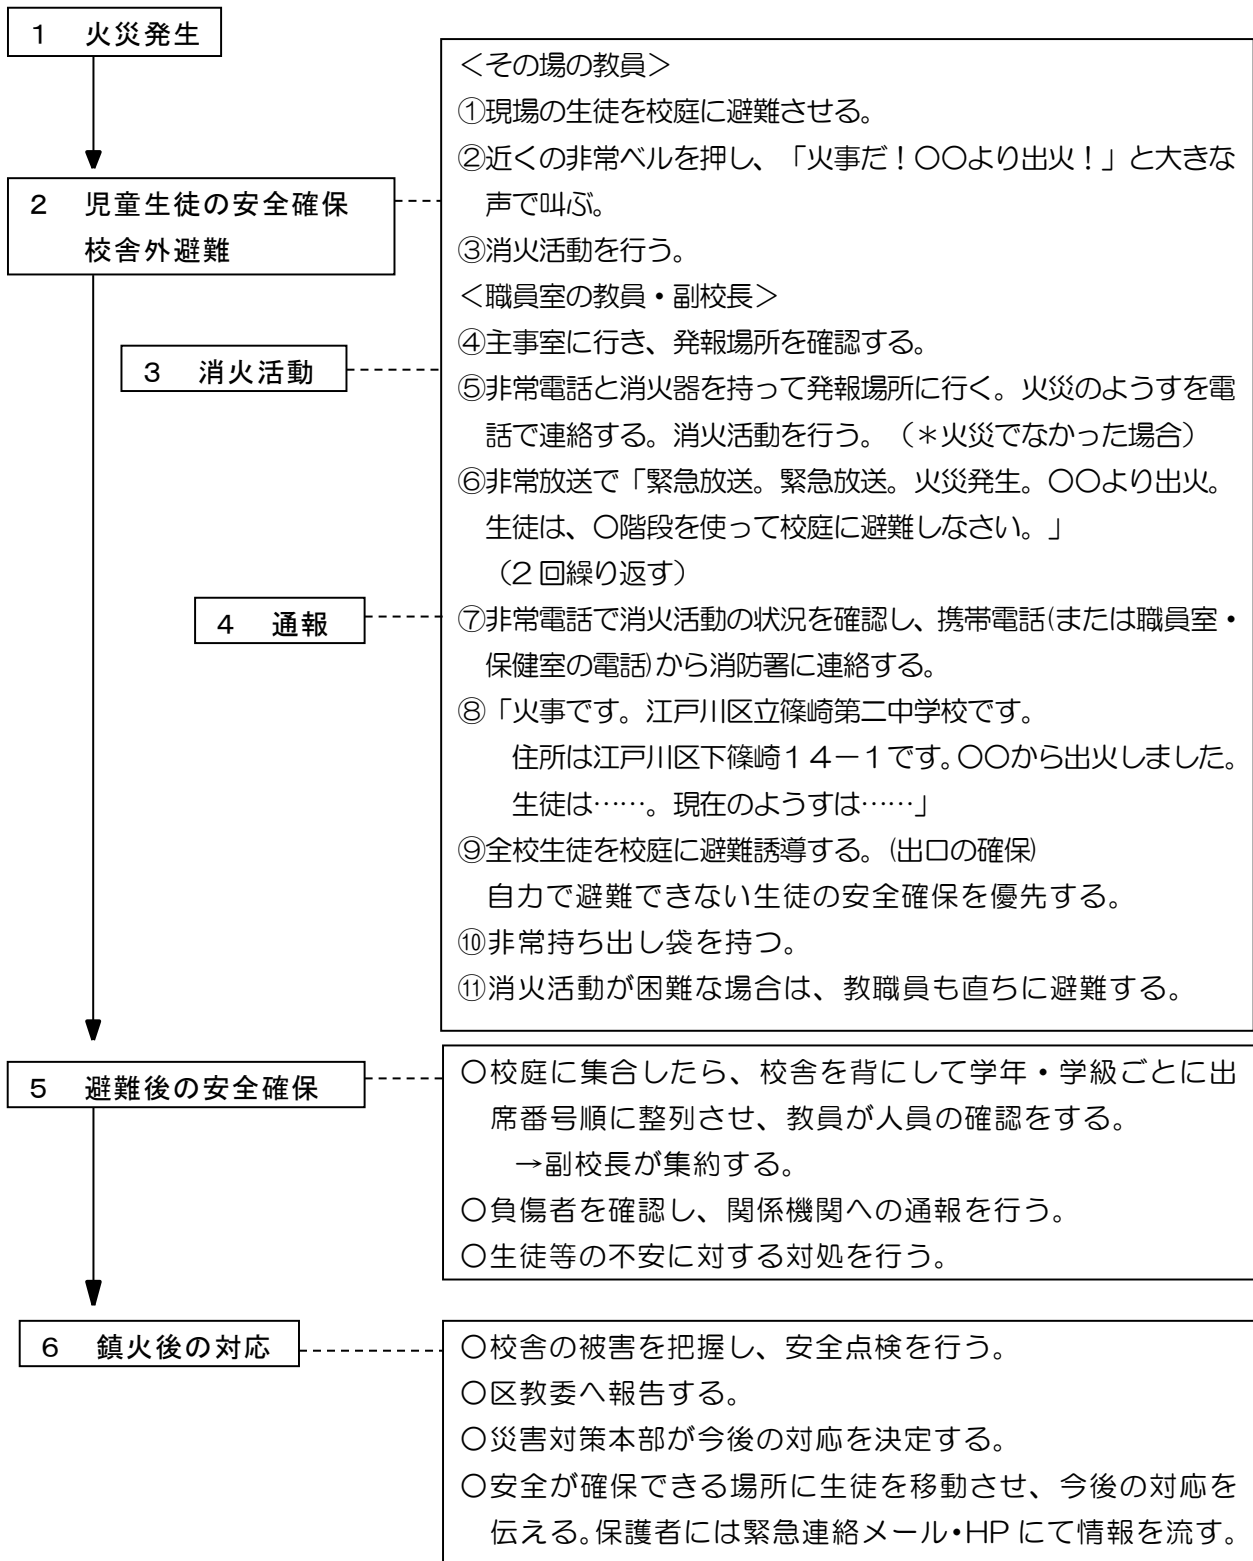 １　火災発生
＜その場の教員＞
①現場の生徒を校庭に避難させる。
②近くの非常ベルを押し、「火事だ！〇〇より出火！」と大きな
声で叫ぶ。
③消火活動を行う。
＜職員室の教員・副校長＞
④主事室に行き、発報場所を確認する。
⑤非常電話と消火器を持って発報場所に行く。火災のようすを電
話で連絡する。消火活動を行う。（＊火災でなかった場合）
⑥非常放送で「緊急放送。緊急放送。火災発生。〇〇より出火。
生徒は、〇階段を使って校庭に避難しなさい。」
（2回繰り返す）
⑦非常電話で消火活動の状況を確認し、携帯電話(または職員室・
保健室の電話)から消防署に連絡する。
⑧「火事です。江戸川区立篠崎第二中学校です。
住所は江戸川区下篠崎１４－１です。〇〇から出火しました。
生徒は……。現在のようすは……」
⑨全校生徒を校庭に避難誘導する。(出口の確保)
自力で避難できない生徒の安全確保を優先する。
⑩非常持ち出し袋を持つ。
⑪消火活動が困難な場合は、教職員も直ちに避難する。
２　児童生徒の安全確保
校舎外避難
３　消火活動
４　通報
５　避難後の安全確保
〇校庭に集合したら、校舎を背にして学年・学級ごとに出
席番号順に整列させ、教員が人員の確認をする。
→副校長が集約する。
〇負傷者を確認し、関係機関への通報を行う。
〇生徒等の不安に対する対処を行う。
６　鎮火後の対応
〇校舎の被害を把握し、安全点検を行う。
〇区教委へ報告する。
〇災害対策本部が今後の対応を決定する。
〇安全が確保できる場所に生徒を移動させ、今後の対応を
伝える。保護者には緊急連絡メール・HPにて情報を流す。